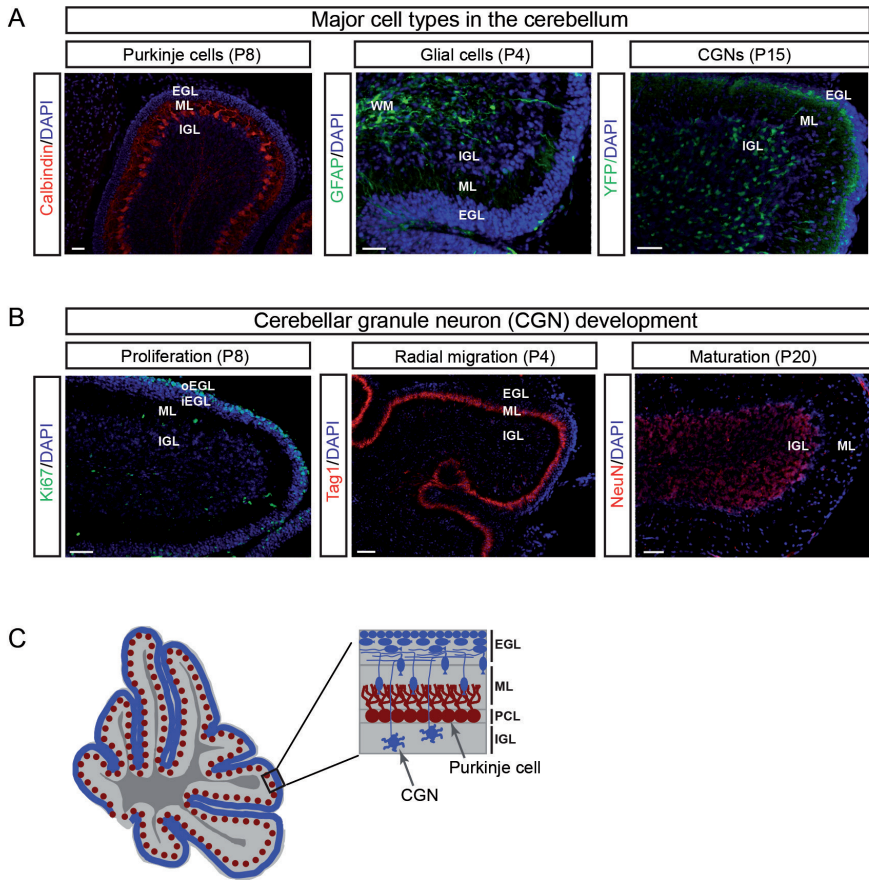 A
Major cell types in the cerebellum
Purkinje cells (P8)
Glial cells (P4)
CGNs (P15)
Calbindin/DAPI
EGL
ML
IGL
GFAP/DAPI
WM
IGL
ML
EGL
YFP/DAPI
EGL
ML
IGL
B
Cerebellar granule neuron (CGN) development
Proliferation (P8)
Radial migration (P4)
Maturation (P20)
Ki67/DAPI
oEGL
iEGL
ML
IGL
Tag1/DAPI
EGL
ML
IGL
NeuN/DAPI
IGL
ML
C
EGL
ML
PCL
IGL
Purkinje cell
CGN